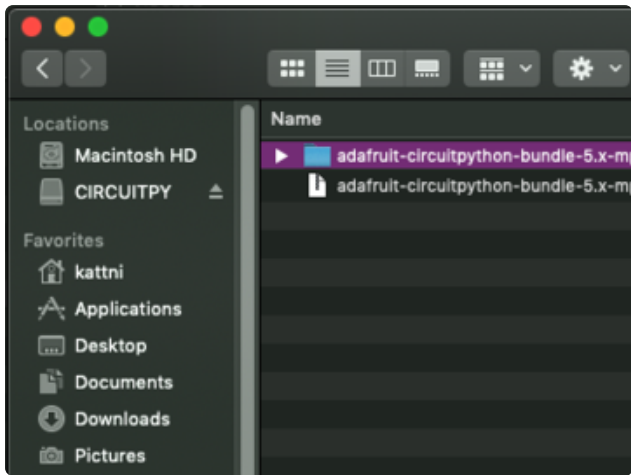 Name
Locations
Macintosh HD
CIRCUITPY
Favorites
kattni
Applications
Desktop
Documents
Downloads
Pictures
adafruit-circuitpython-bundle-5.x-mp
adafruit-circuitpython-bundle-5.x-mp